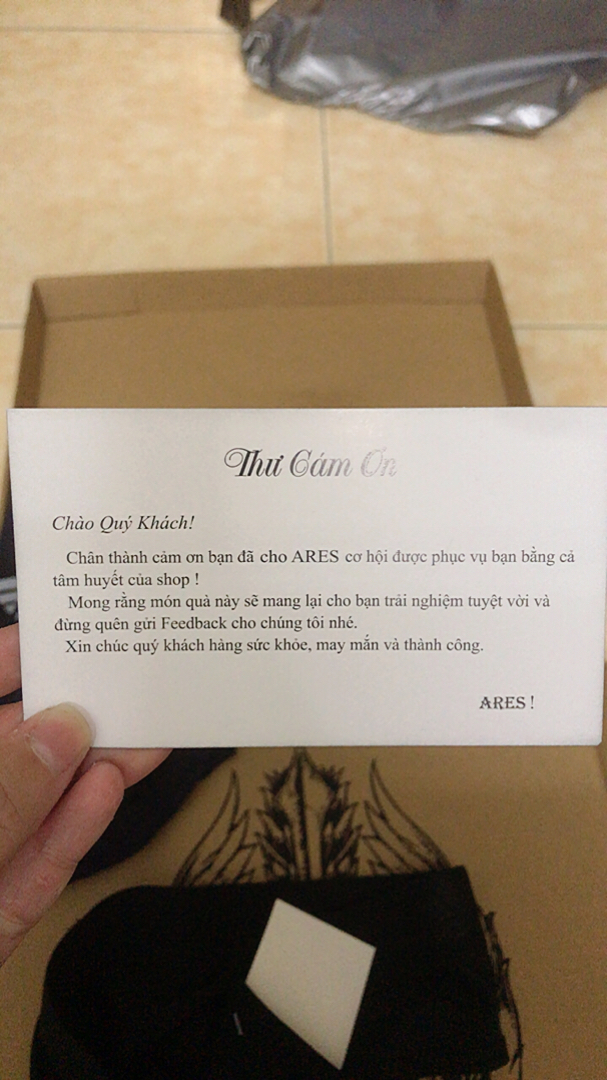 Thư Cám Ơn
Chào Quý Khách!
Chân thành cảm ơn bạn đã cho ARES cơ hội được phục vụ bạn bằng cả
tâm huyết của shop !
Mong rằng món quà này sẽ mang lại cho bạn trải nghiệm tuyệt vời và
đừng quên gửi Feedback cho chúng tôi nhé.
Xin chúc quý khách hàng sức khỏe, may mắn và thành công.
ARES !